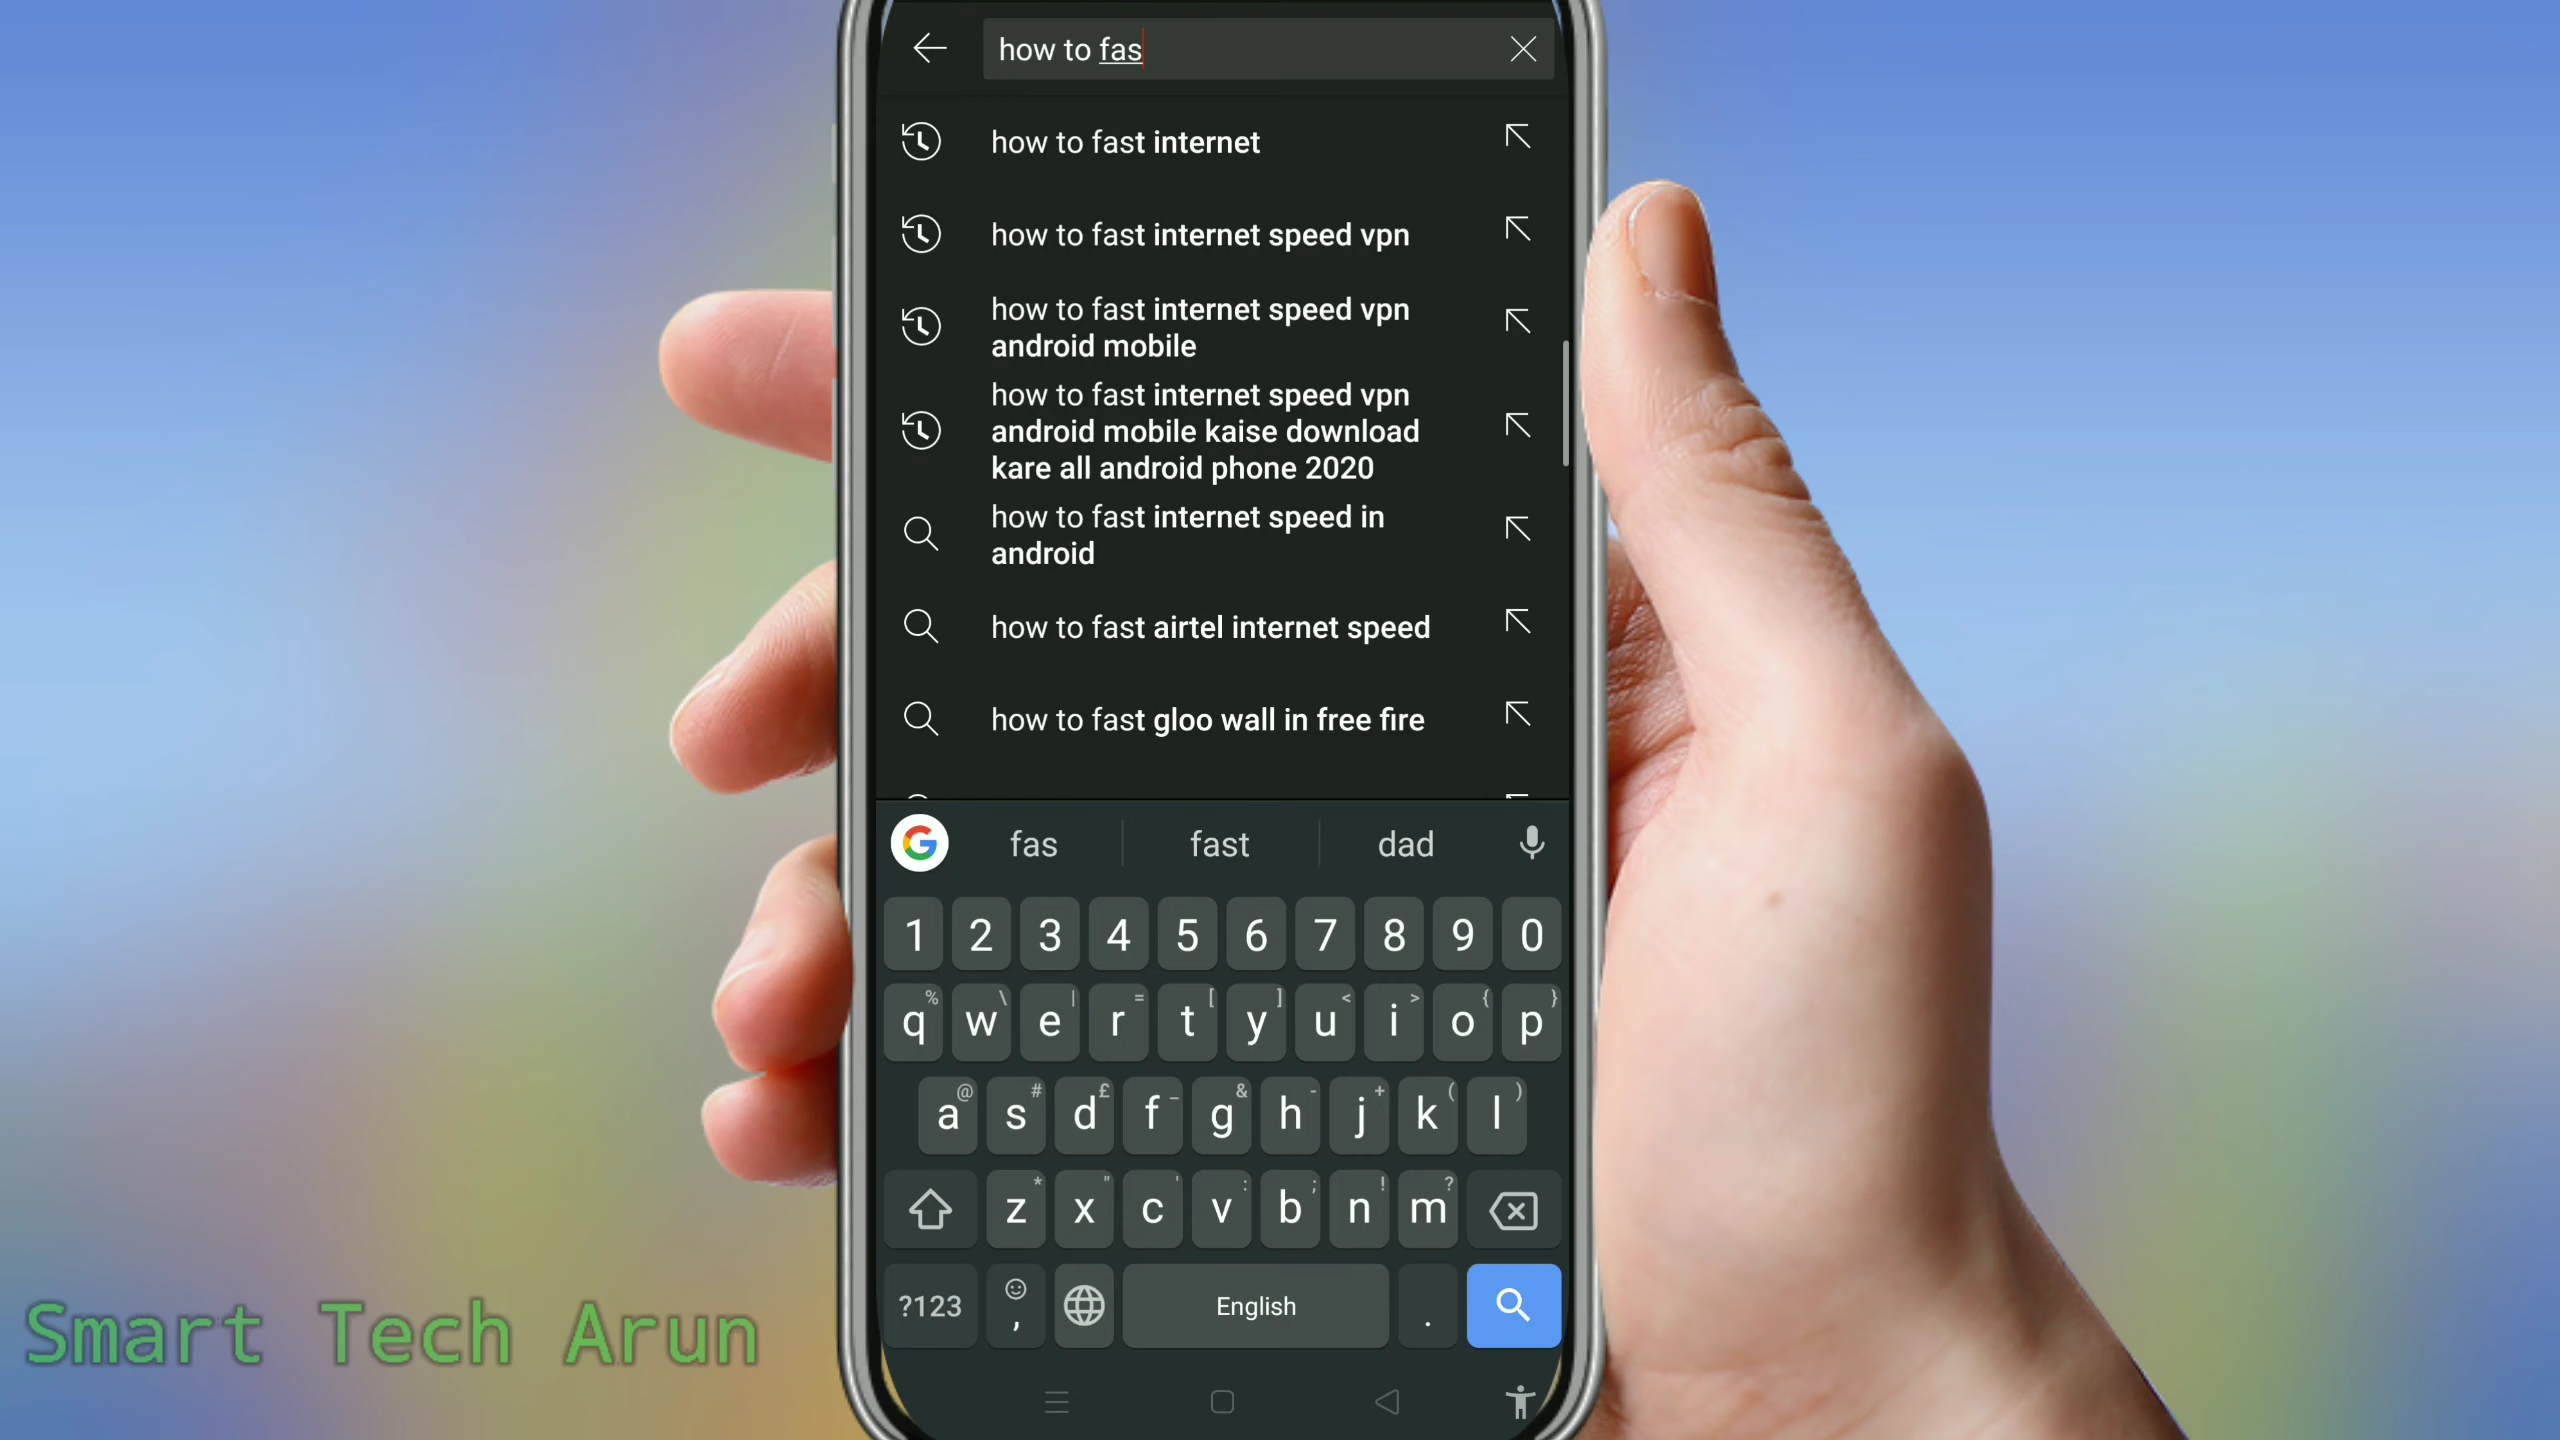 how to fas
how to fast internet
how to fast internet speed vpn
how to fast internet speed vpn
android mobile
how to fast internet speed vpn
android mobile kaise download
kare all android phone 2020
how to fast internet speed in
android
how to fast airtel internet speed
how to fast gloo wall in free fire
G fas fast dad
1 2 3 4 5 6 7 8 9 0
% \ | = [ ] < > { }
q w e r t y u i o p
@ # £ _ & - + ( )
a s d f g h j k l
* " ' : ; ! ?
z x c v b n m
?123 , English .
Smart Tech Arun